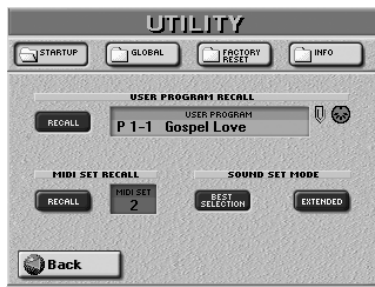 UTILITY
STARTUP GLOBAL FACTORY RESET INFO
USER PROGRAM RECALL
RECALL
USER PROGRAM
P 1-1 Gospel Love
MIDI SET RECALL
RECALL
MIDI SET
2
SOUND SET MODE
BEST SELECTION
EXTENDED
Back